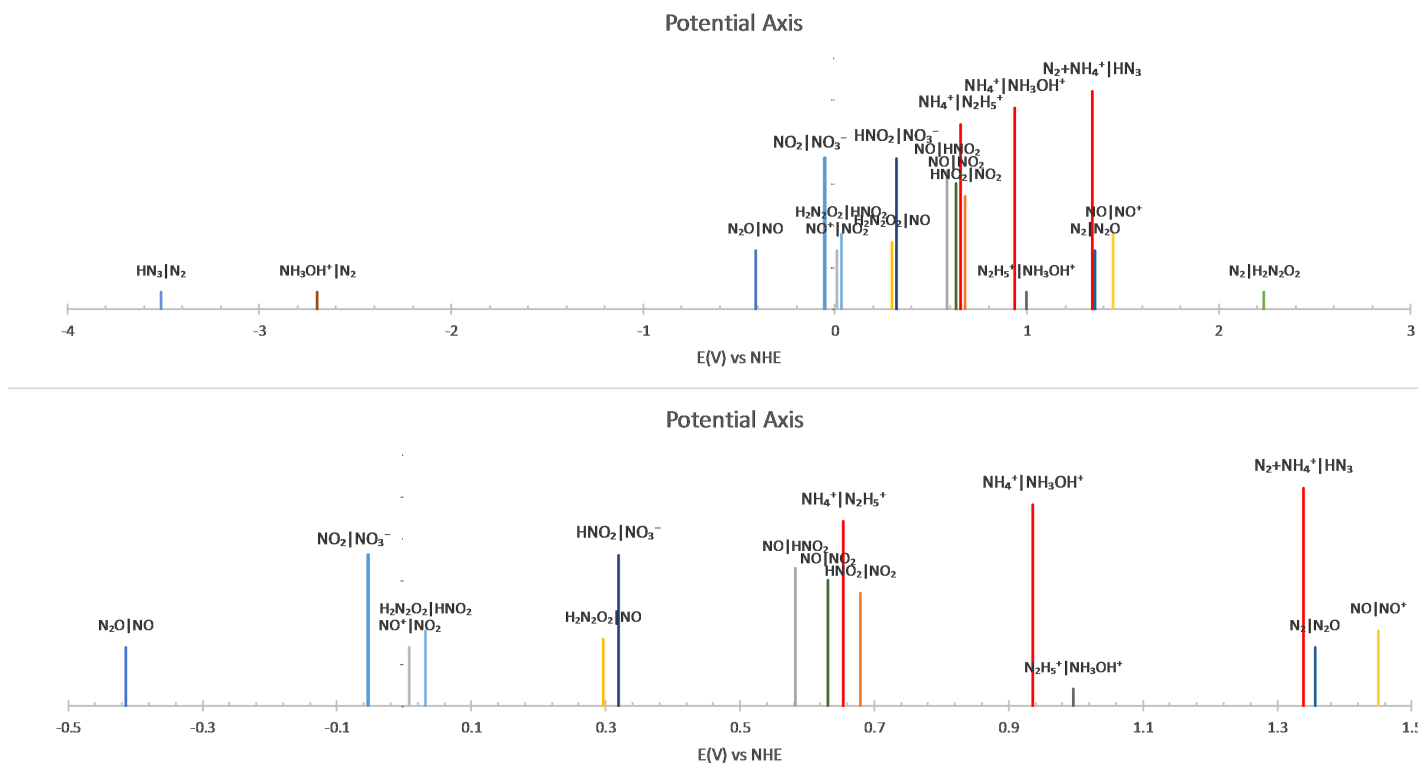 Potential Axis
N₂+NH₄⁺|HN₃
NH₄⁺|NH₃OH⁺
NH₄⁺|N₂H₅⁺
NO₂|NO₃⁻
HNO₂|NO₃⁻
NO|HNO₂
NO|NO₂
HNO₂|NO₂
H₂N₂O₂|HNO₂
H₂N₂O₂|NO
NO|NO⁺
N₂O|NO
NO⁺|NO₂
N₂|N₂O
HN₃|N₂
NH₃OH⁺|N₂
N₂H₅⁺|NH₃OH⁺
N₂|H₂N₂O₂
-4 -3 -2 -1 0 1 2 3
E(V) vs NHE
Potential Axis
N₂+NH₄⁺|HN₃
NH₄⁺|NH₃OH⁺
NH₄⁺|N₂H₅⁺
NO₂|NO₃⁻
HNO₂|NO₃⁻
NO|HNO₂
NO|NO₂
HNO₂|NO₂
H₂N₂O₂|HNO₂
H₂N₂O₂|NO
NO|NO⁺
N₂O|NO
NO⁺|NO₂
N₂|N₂O
N₂H₅⁺|NH₃OH⁺
-0.5 -0.3 -0.1 0.1 0.3 0.5 0.7 0.9 1.1 1.3 1.5
E(V) vs NHE